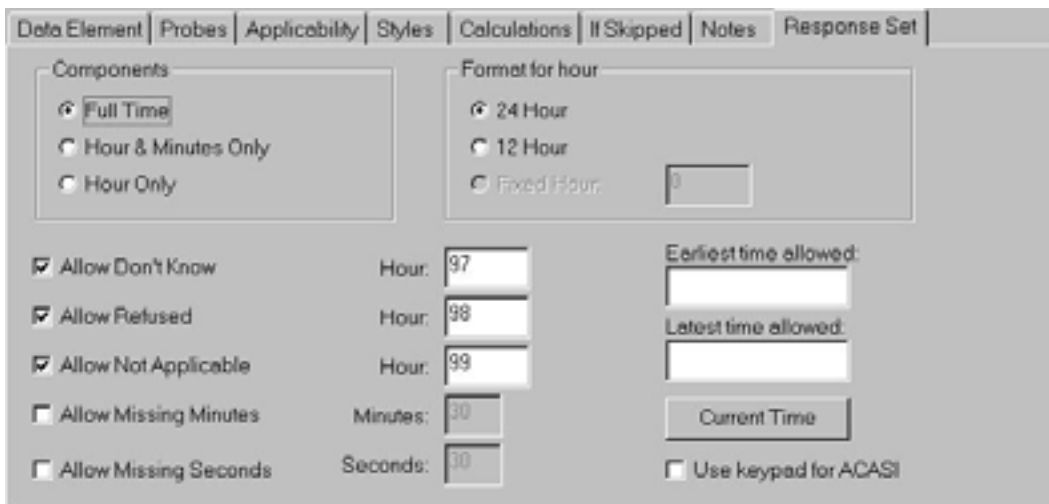 Data Element Probes Applicability Styles Calculations If Skipped Notes Response Set
Components
Full Time
Hour & Minutes Only
Hour Only
Format for hour
24 Hour
12 Hour
Fixed Hour: 0
Allow Don't Know Hour: 97
Allow Refused Hour: 98
Allow Not Applicable Hour: 99
Allow Missing Minutes Minutes: 30
Allow Missing Seconds Seconds: 30
Earliest time allowed:
Latest time allowed:
Current Time
Use keypad for ACASI